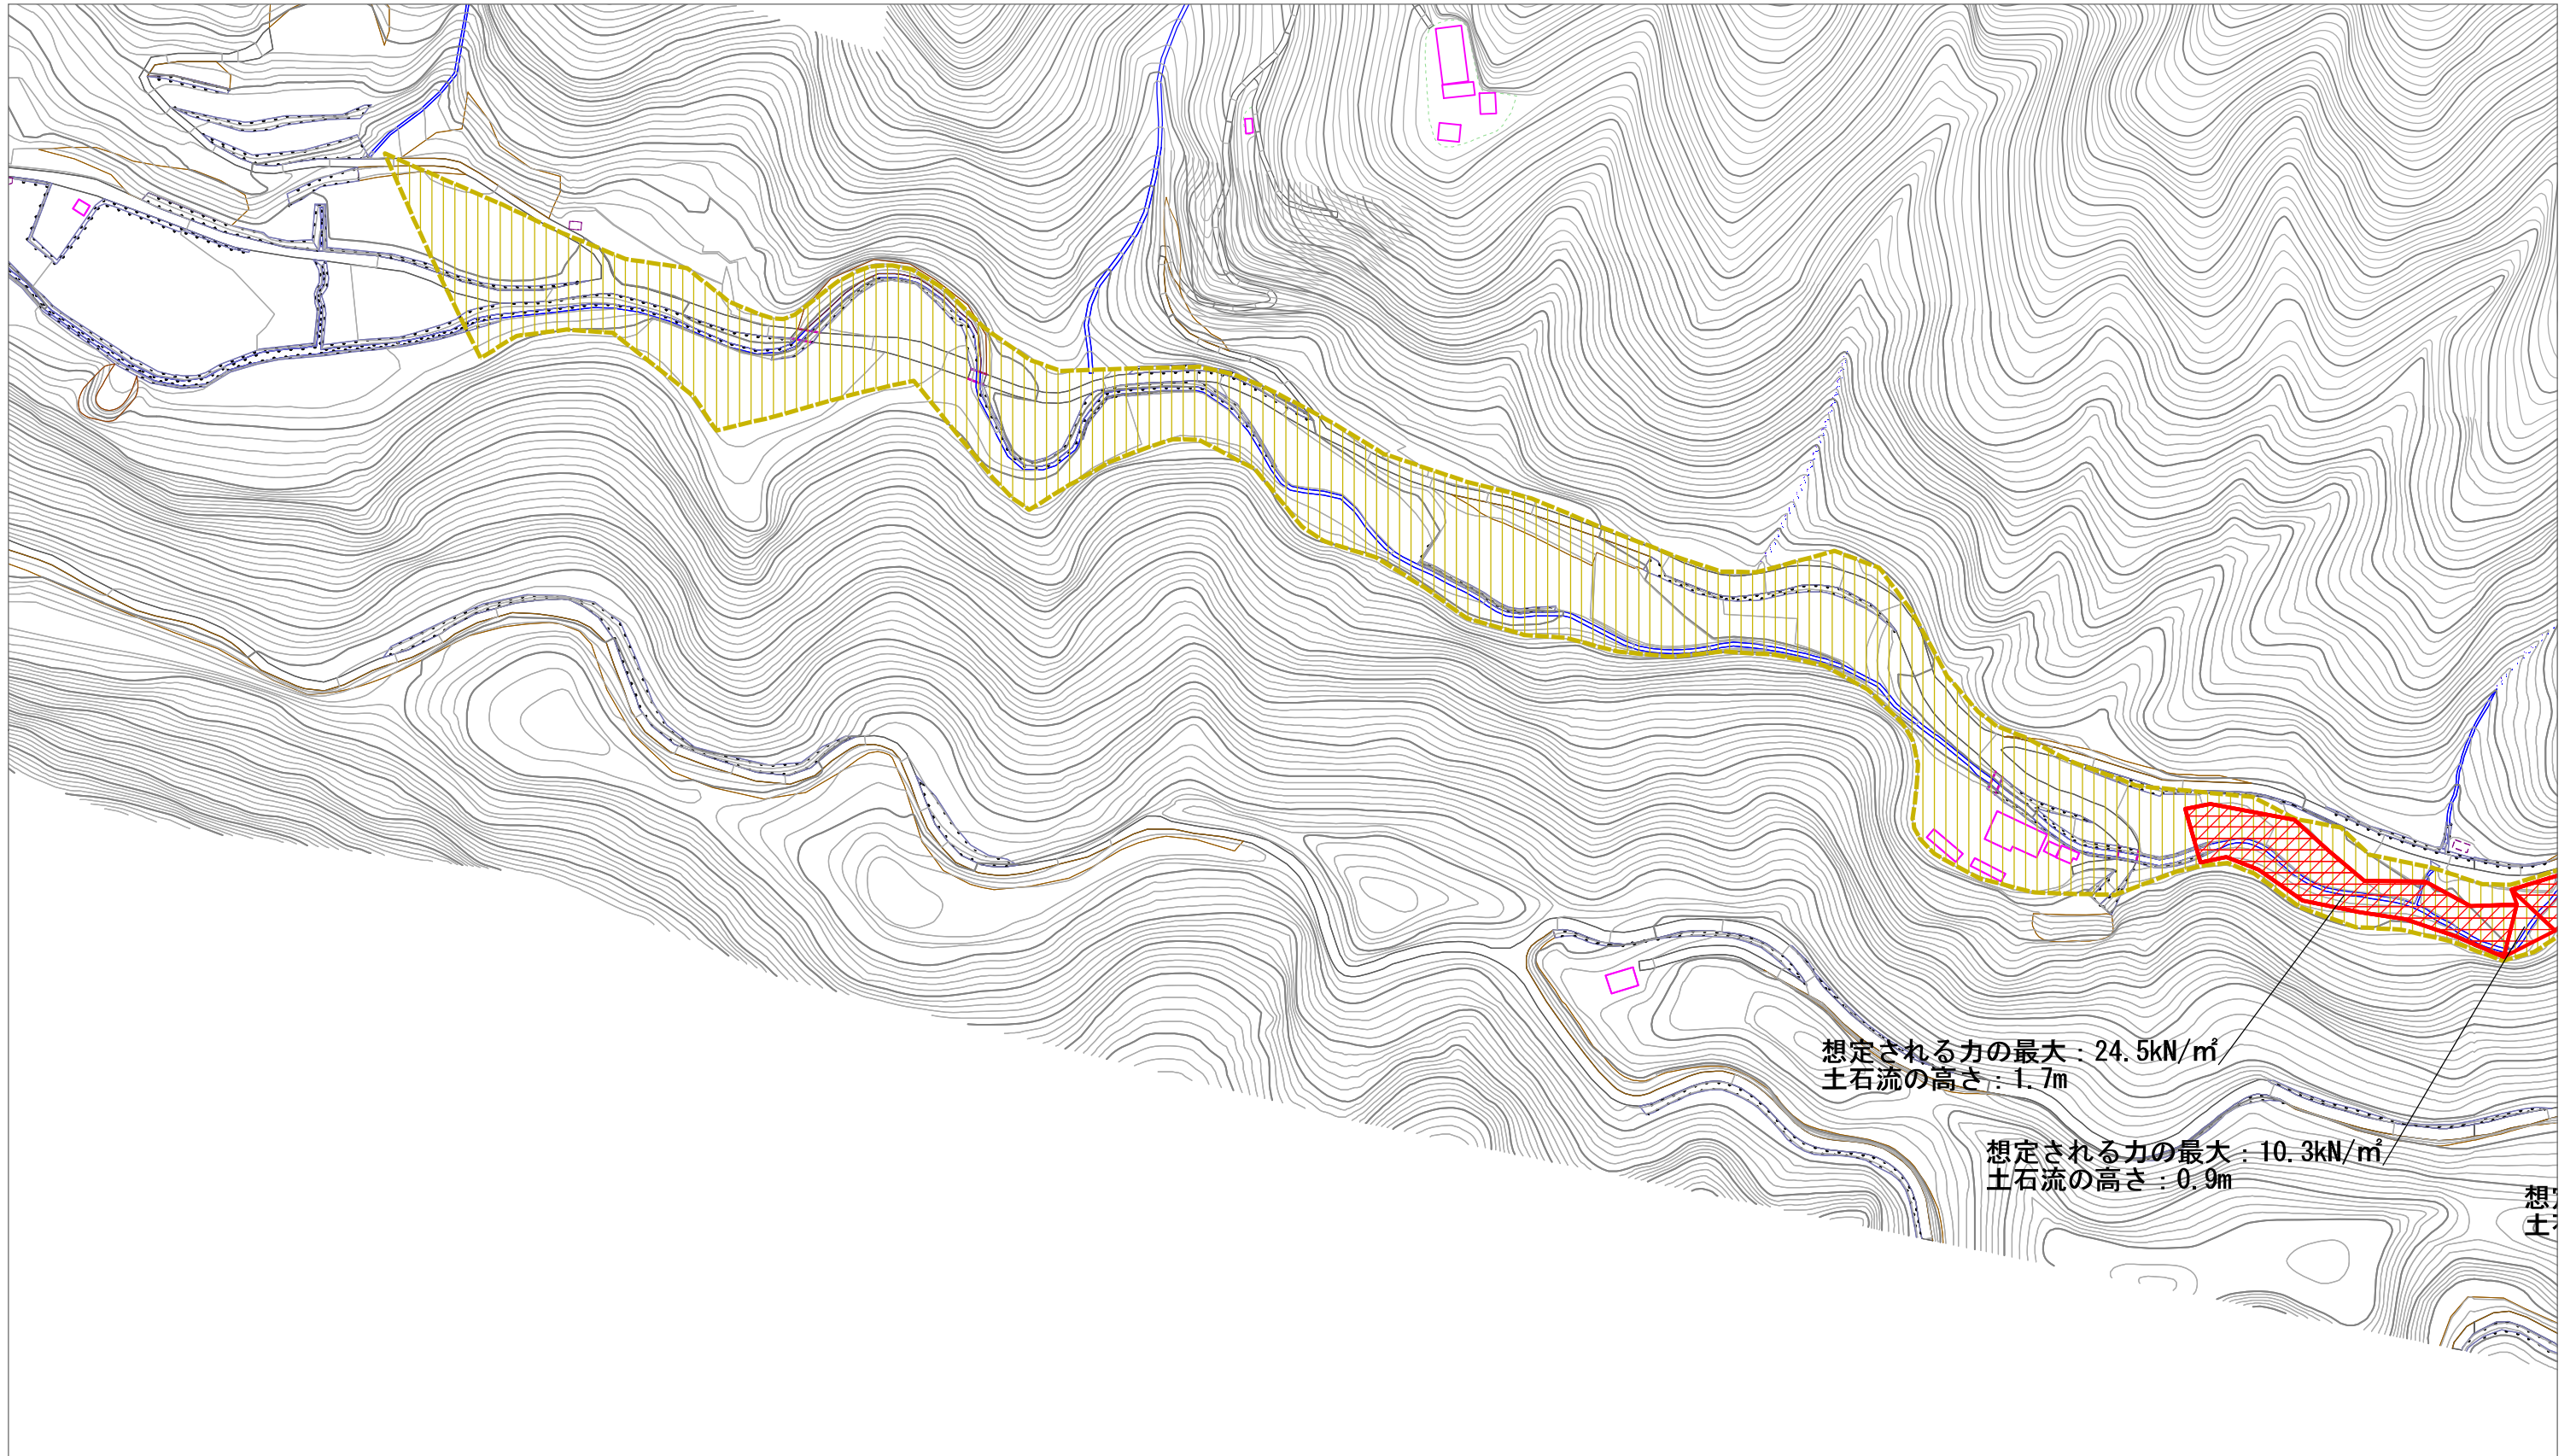 想定される力の最大：24.5kN/㎡
土石流の高さ：1.7m
想定される力の最大：10.3kN/㎡
土石流の高さ：0.9m
想
土